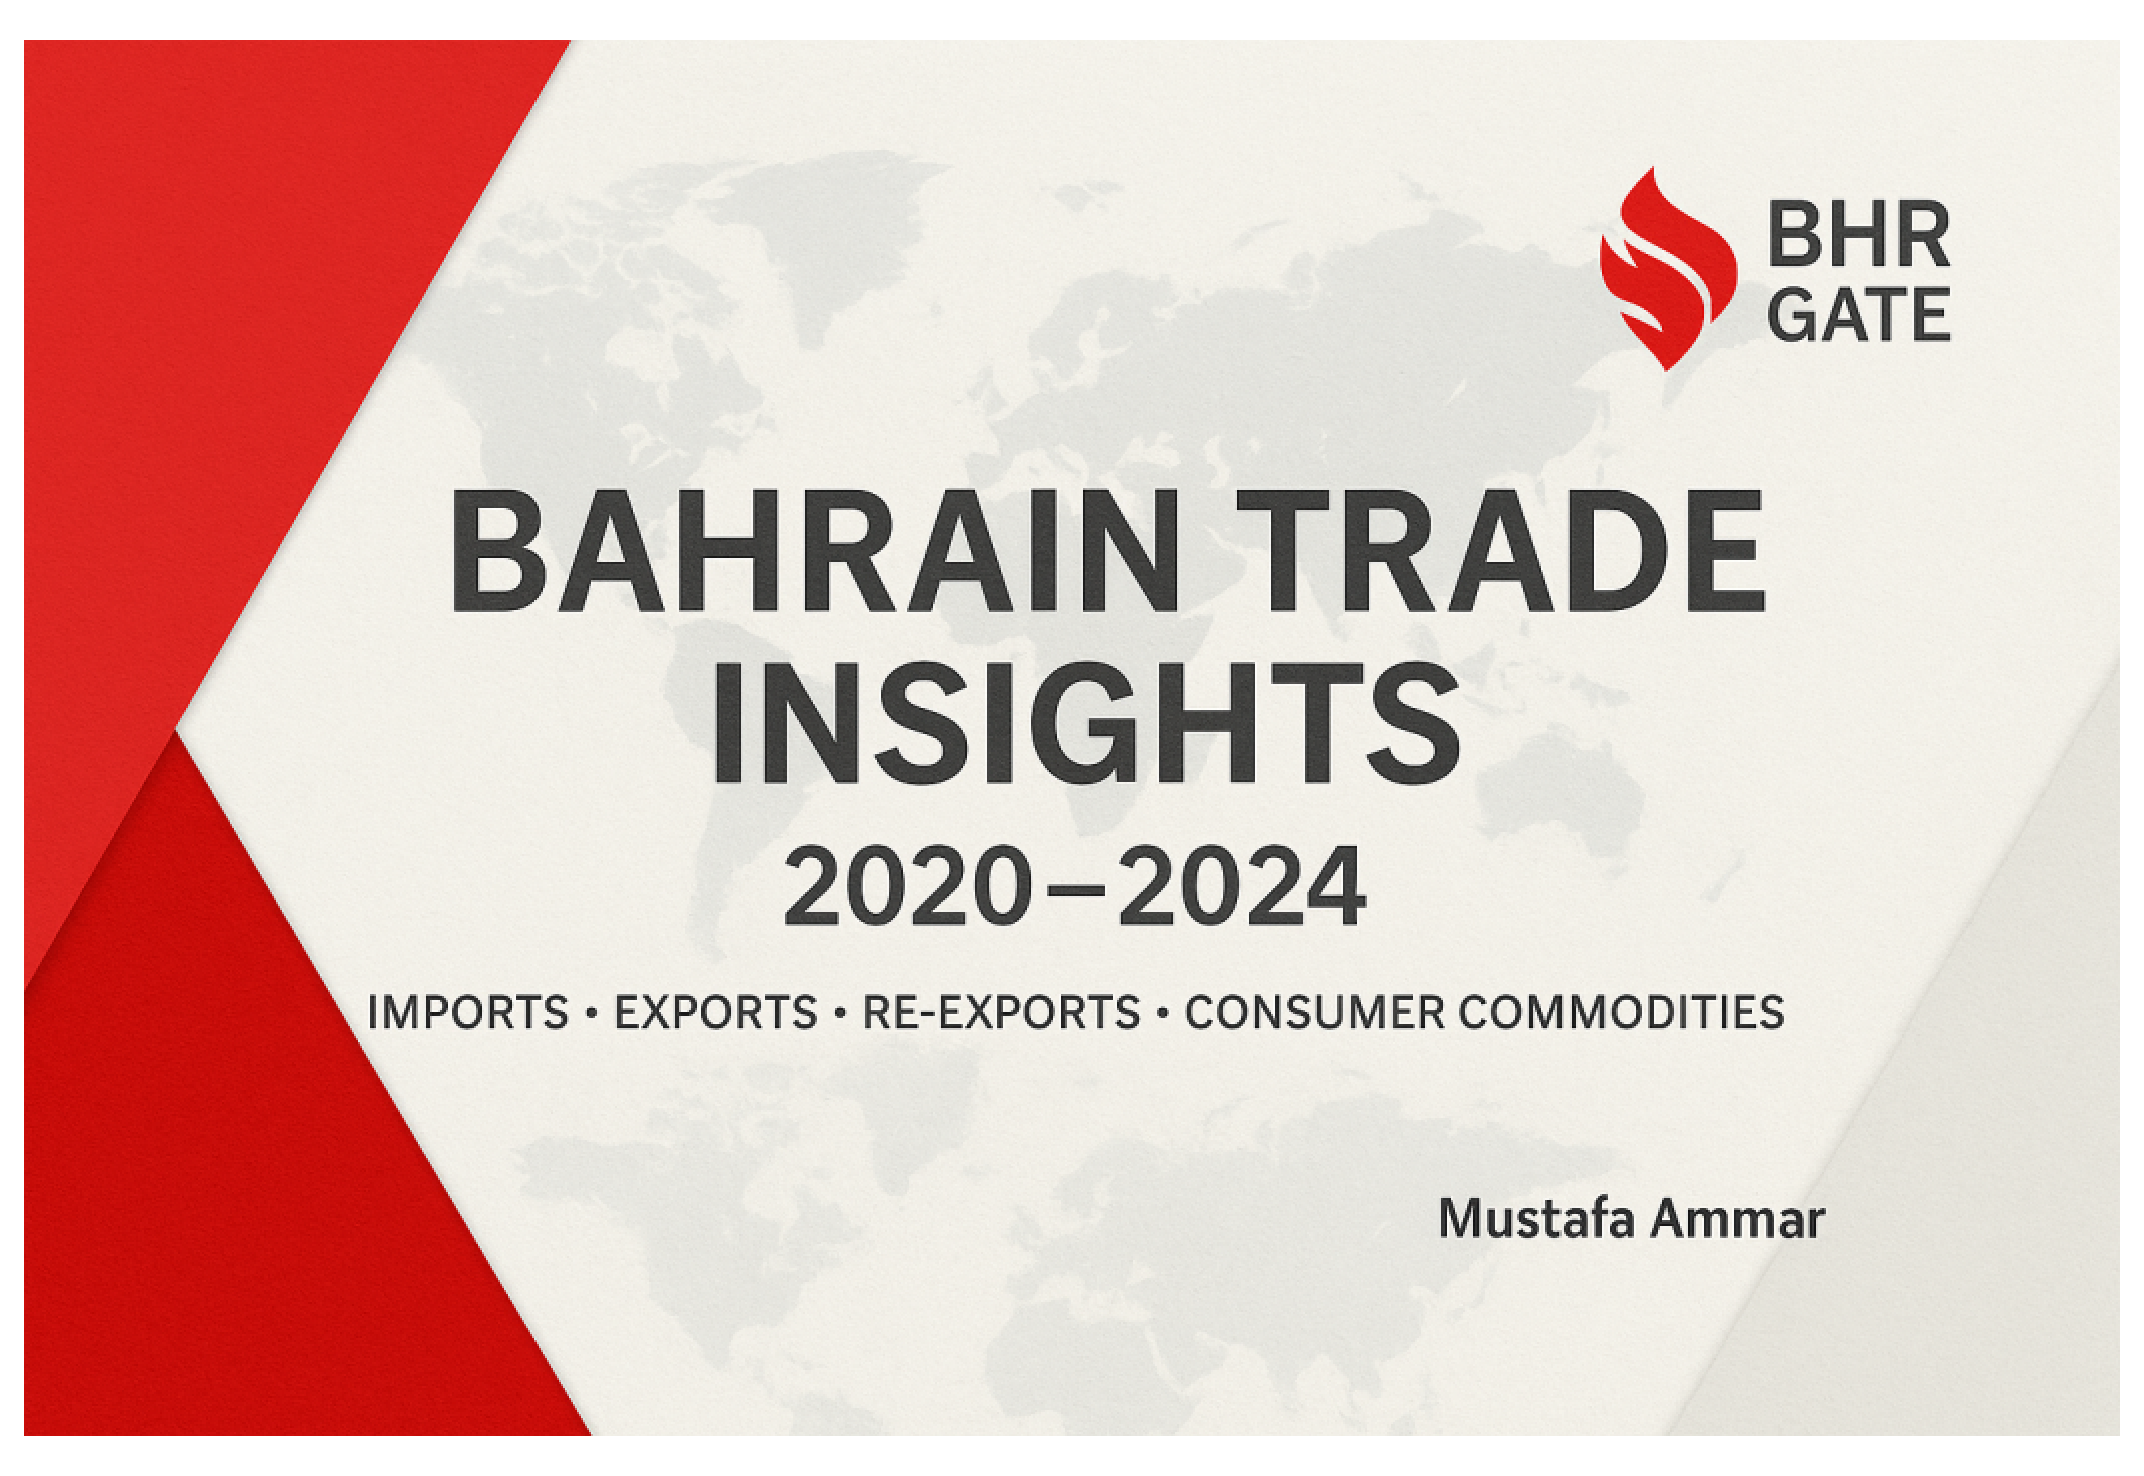 BHR
GATE
BAHRAIN TRADE
INSIGHTS
2020–2024
IMPORTS • EXPORTS • RE-EXPORTS • CONSUMER COMMODITIES
Mustafa Ammar